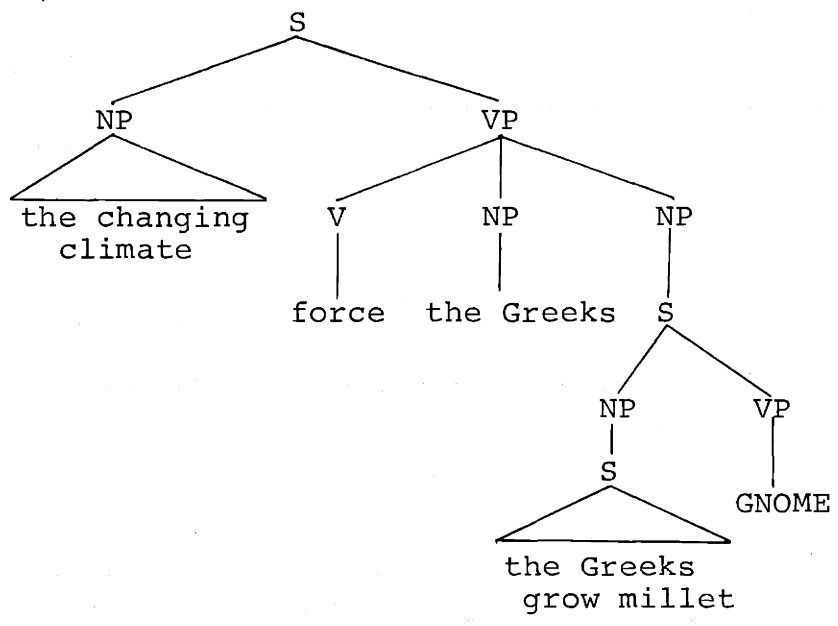 S
NP VP
the changing V NP NP
climate
force the Greeks S
NP VP
S
GNOME
the Greeks
grow millet